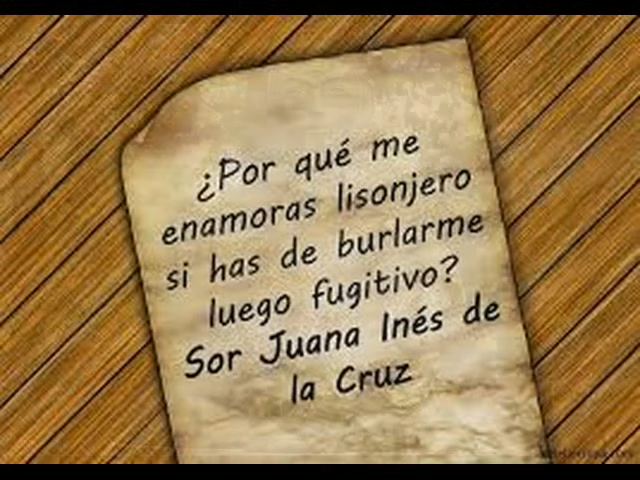 ¿Por qué me
enamoras lisonjero
si has de burlarme
luego fugitivo?
Sor Juana Inés de
la Cruz